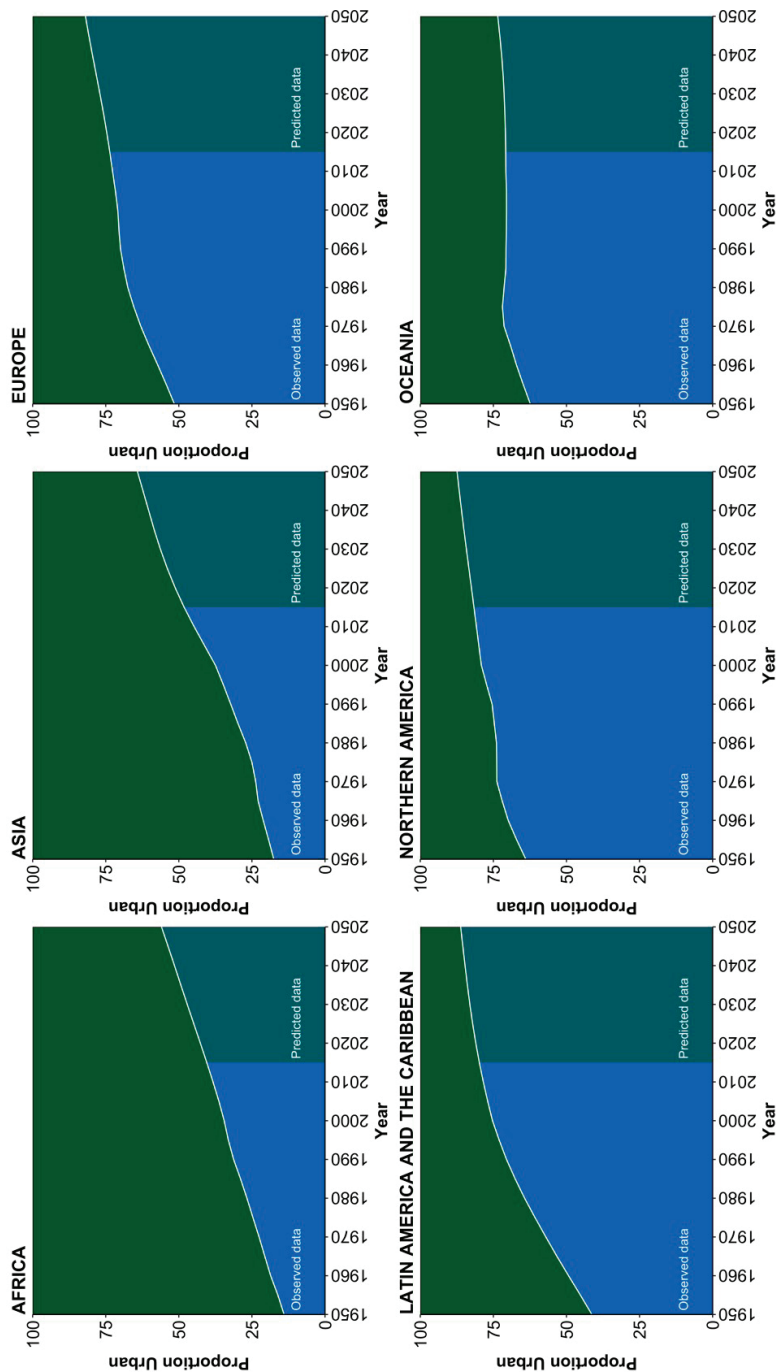 AFRICA
100
75
50
25
0
Proportion Urban
Observed data
Predicted data
1950 1960 1970 1980 1990 2000 2010 2020 2030 2040 2050
Year
ASIA
100
75
50
25
0
Proportion Urban
Observed data
Predicted data
1950 1960 1970 1980 1990 2000 2010 2020 2030 2040 2050
Year
EUROPE
100
75
50
25
0
Proportion Urban
Observed data
Predicted data
1950 1960 1970 1980 1990 2000 2010 2020 2030 2040 2050
Year
LATIN AMERICA AND THE CARIBBEAN
100
75
50
25
0
Proportion Urban
Observed data
Predicted data
1950 1960 1970 1980 1990 2000 2010 2020 2030 2040 2050
Year
NORTHERN AMERICA
100
75
50
25
0
Proportion Urban
Observed data
Predicted data
1950 1960 1970 1980 1990 2000 2010 2020 2030 2040 2050
Year
OCEANIA
100
75
50
25
0
Proportion Urban
Observed data
Predicted data
1950 1960 1970 1980 1990 2000 2010 2020 2030 2040 2050
Year